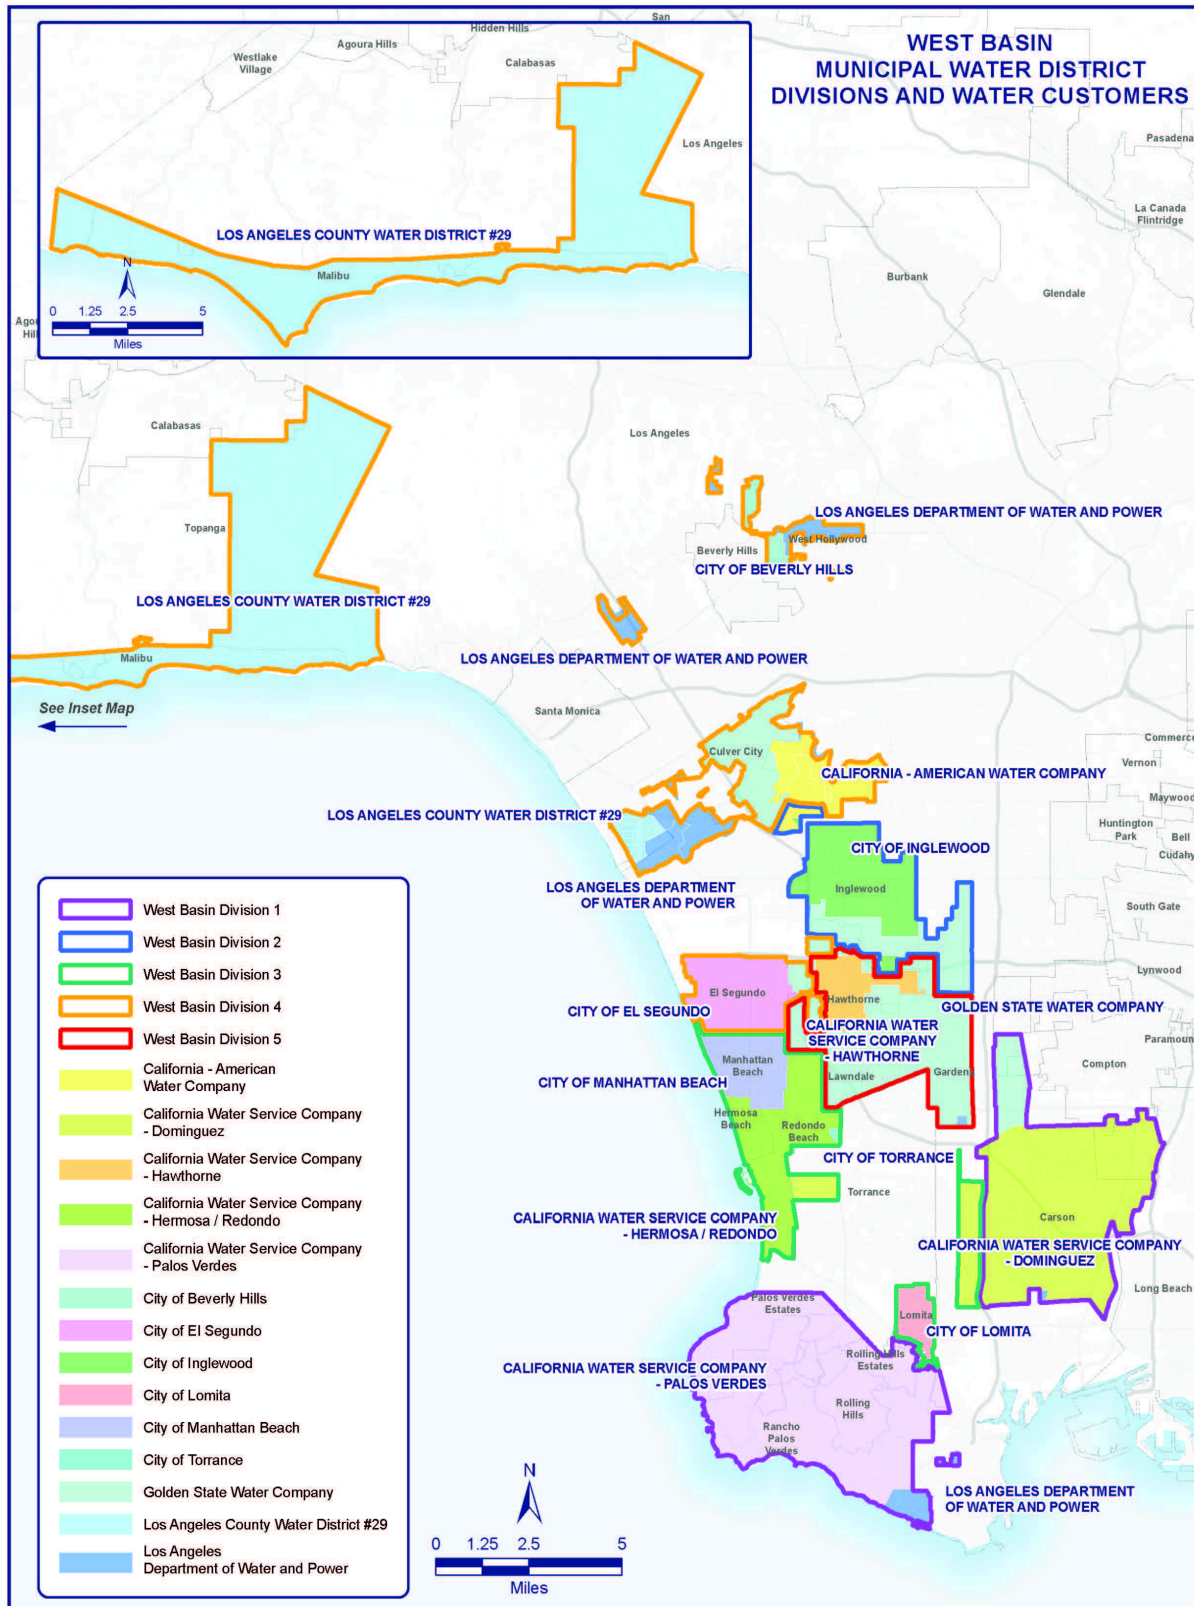 WEST BASIN
MUNICIPAL WATER DISTRICT
DIVISIONS AND WATER CUSTOMERS
San
Hidden Hills
Agoura Hills
Westlake
Village
Calabasas
Los Angeles
LOS ANGELES COUNTY WATER DISTRICT #29
Malibu
N
0 1.25 2.5 5
Miles
Pasadena
La Canada
Flintridge
Burbank
Glendale
Calabasas
Los Angeles
Topanga
LOS ANGELES DEPARTMENT OF WATER AND POWER
West Hollywood
Beverly Hills
CITY OF BEVERLY HILLS
LOS ANGELES COUNTY WATER DISTRICT #29
Malibu
LOS ANGELES DEPARTMENT OF WATER AND POWER
See Inset Map
Santa Monica
Culver City
Commerce
Vernon
CALIFORNIA - AMERICAN WATER COMPANY
Maywood
LOS ANGELES COUNTY WATER DISTRICT #29
Huntington
Park
Bell
Cudahy
CITY OF INGLEWOOD
Inglewood
LOS ANGELES DEPARTMENT
OF WATER AND POWER
South Gate
Lynwood
El Segundo
Hawthorne
CITY OF EL SEGUNDO
GOLDEN STATE WATER COMPANY
CALIFORNIA WATER
SERVICE COMPANY
- HAWTHORNE
Paramoun
Compton
Manhattan
Beach
Lawndale
Gardena
CITY OF MANHATTAN BEACH
Hermosa
Beach
Redondo
Beach
CITY OF TORRANCE
Torrance
CALIFORNIA WATER SERVICE COMPANY
- HERMOSA / REDONDO
Carson
CALIFORNIA WATER SERVICE COMPANY
- DOMINGUEZ
Long Beach
Palos Verdes
Estates
Lomita
CITY OF LOMITA
Rolling Hills
Estates
CALIFORNIA WATER SERVICE COMPANY
- PALOS VERDES
Rolling
Hills
Rancho
Palos
Verdes
LOS ANGELES DEPARTMENT
OF WATER AND POWER
N
0 1.25 2.5 5
Miles
West Basin Division 1
West Basin Division 2
West Basin Division 3
West Basin Division 4
West Basin Division 5
California - American
Water Company
California Water Service Company
- Dominguez
California Water Service Company
- Hawthorne
California Water Service Company
- Hermosa / Redondo
California Water Service Company
- Palos Verdes
City of Beverly Hills
City of El Segundo
City of Inglewood
City of Lomita
City of Manhattan Beach
City of Torrance
Golden State Water Company
Los Angeles County Water District #29
Los Angeles
Department of Water and Power